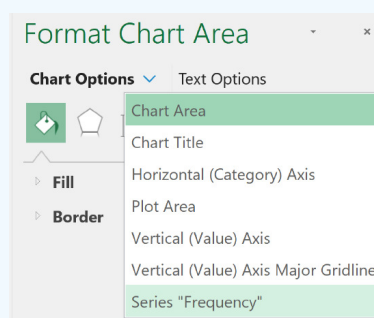 Format Chart Area
Chart Options Text Options
Chart Area
Chart Title
Horizontal (Category) Axis
Fill
Plot Area
Border
Vertical (Value) Axis
Vertical (Value) Axis Major Gridline
Series "Frequency"